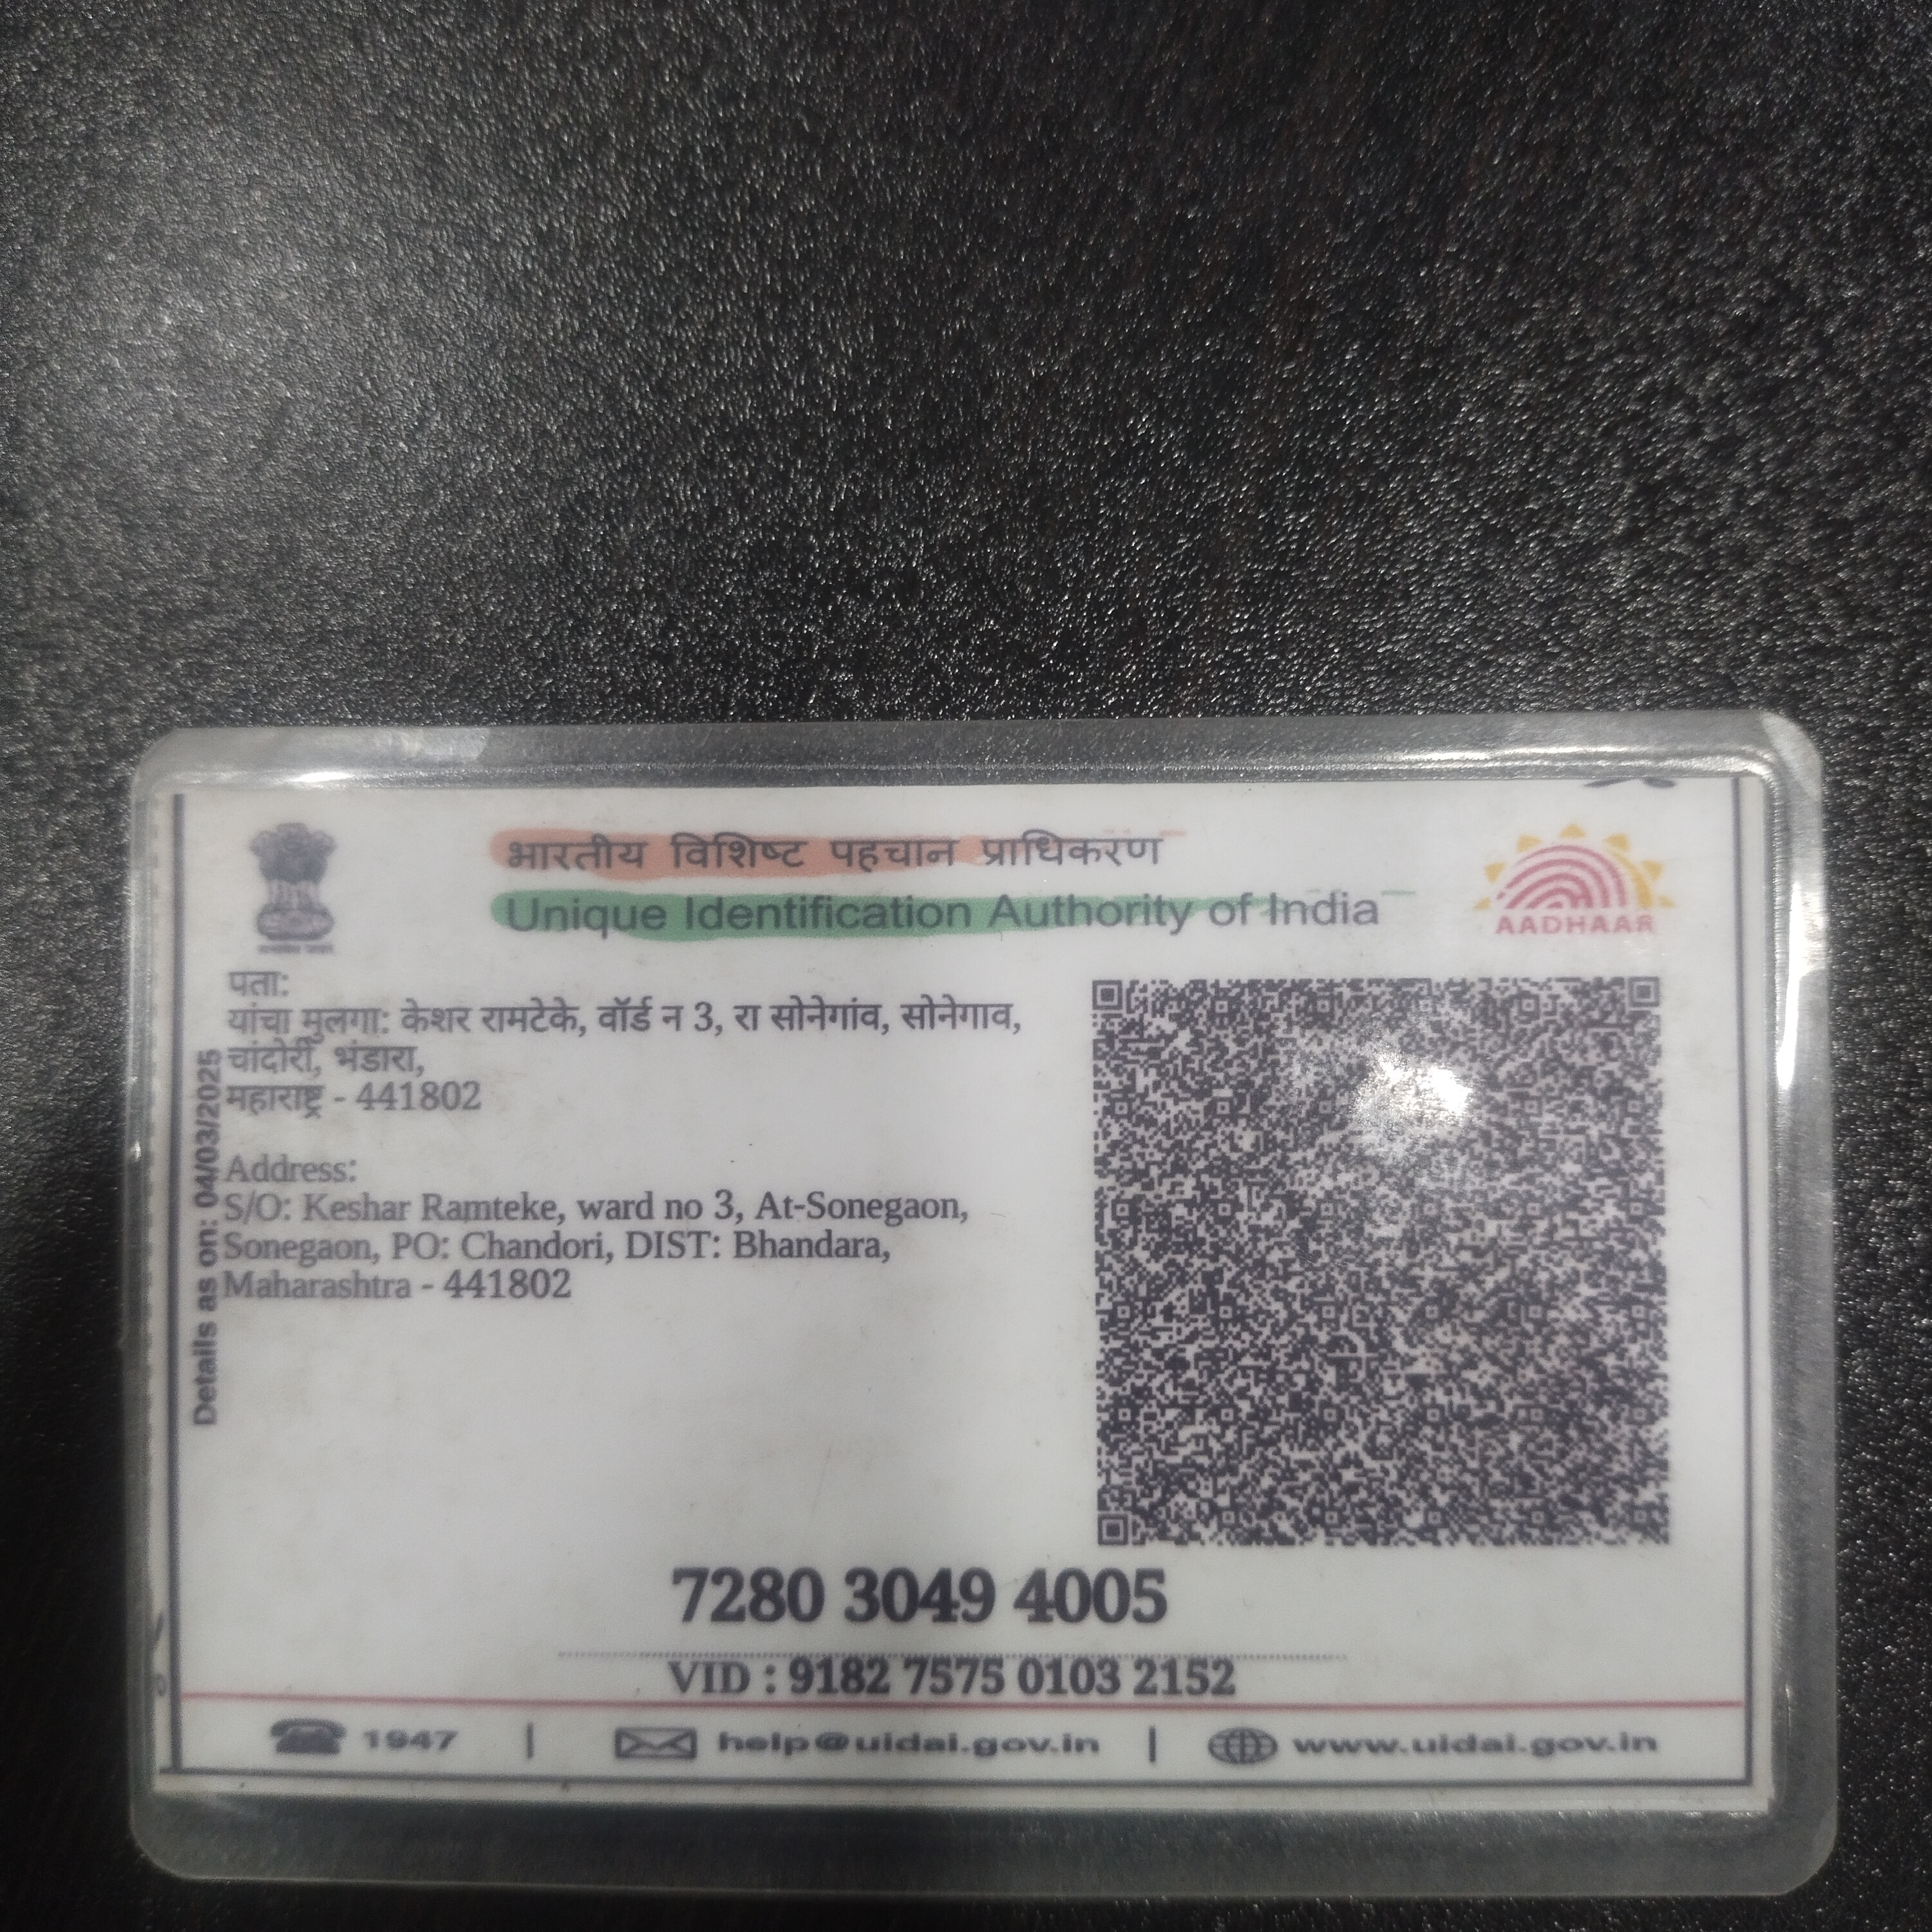 भारतीय विशिष्ट पहचान प्राधिकरण
Unique Identification Authority of India
AADHAAR
पता:
यांचा मुलगा: केशर रामटेके, वॉर्ड न 3, रा सोनेगांव, सोनेगाव,
चांदोरी, भंडारा,
महाराष्ट्र - 441802
Address:
S/O: Keshar Ramteke, ward no 3, At-Sonegaon,
Sonegaon, PO: Chandori, DIST: Bhandara,
Maharashtra - 441802
Details as on: 04/03/2025
7280 3049 4005
VID : 9182 7575 0103 2152
1947 | help@uidai.gov.in | www.uidai.gov.in